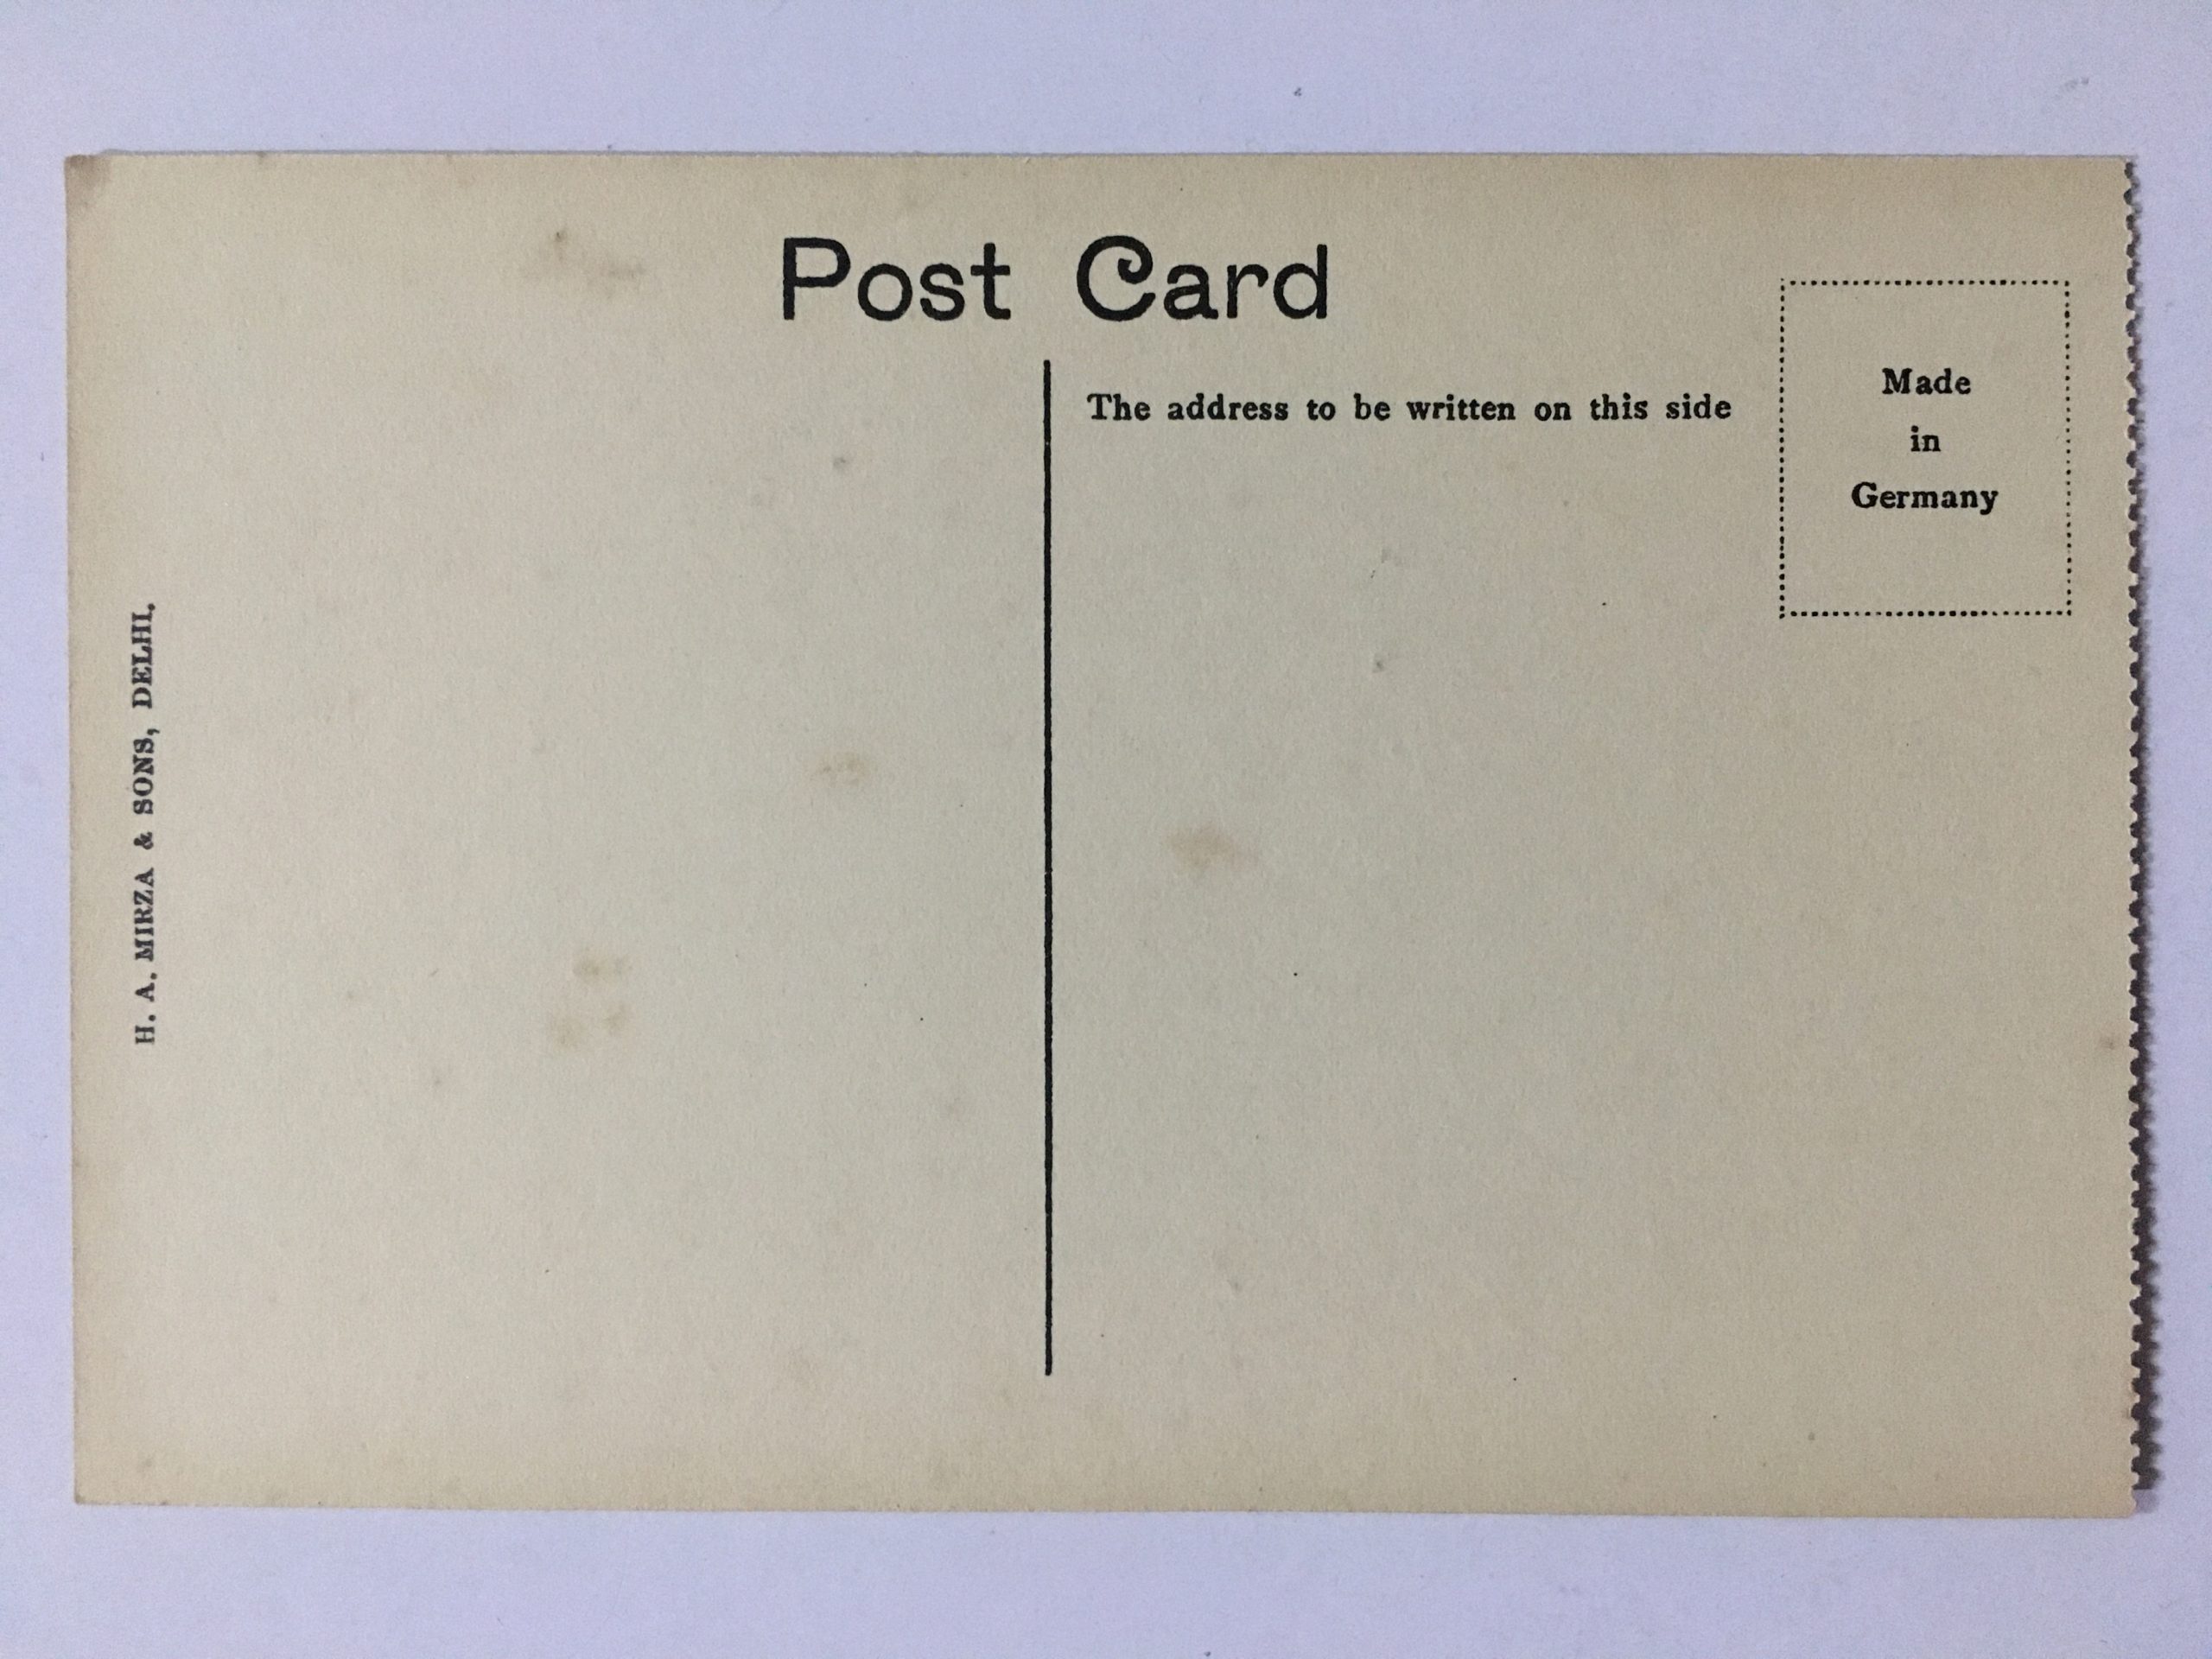 Post Card
The address to be written on this side
Made
in
Germany
H. A. MIRZA & SONS, DELHI.